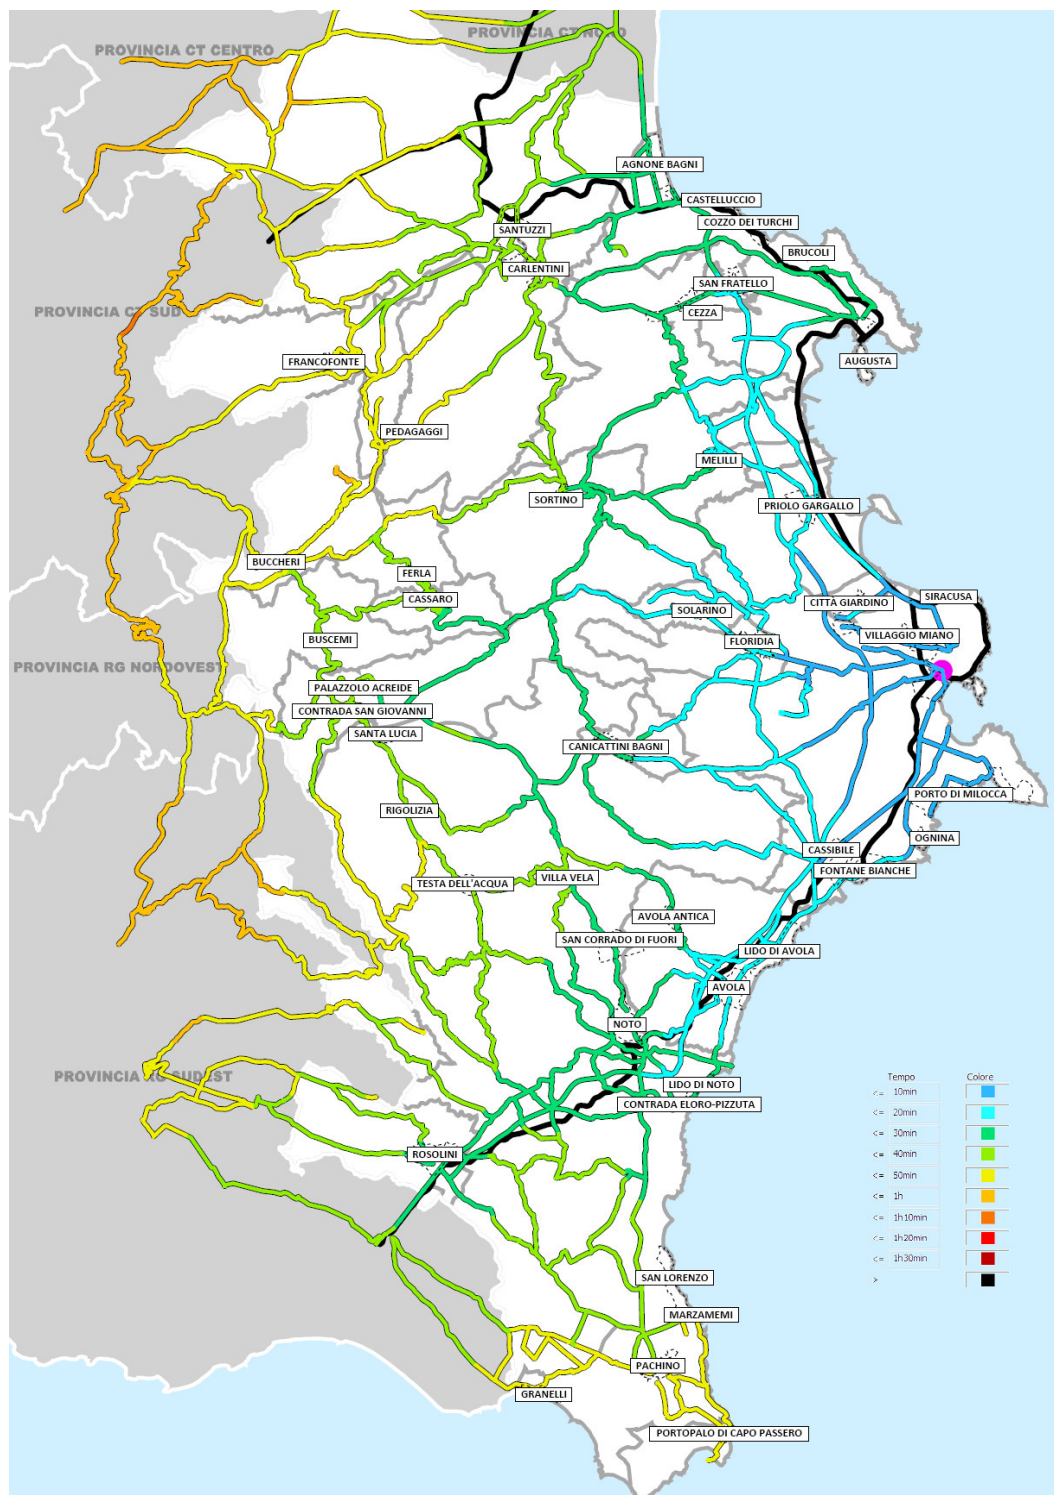 PROVINCIA CT NORD
PROVINCIA CT CENTRO
AGNONE BAGNI
CASTELLUCCIO
COZZO DEI TURCHI
SANTUZZI
BRUCOLI
CARLENTINI
SAN FRATELLO
PROVINCIA CT SUD
CEZZA
FRANCOFONTE
AUGUSTA
PEDAGAGGI
MELILLI
SORTINO
PRIOLO GARGALLO
BUCCHERI
FERLA
CASSARO
SOLARINO
CITTÀ GIARDINO
SIRACUSA
BUSCEMI
FLORIDIA
VILLAGGIO MIANO
PROVINCIA RG NORDOVEST
PALAZZOLO ACREIDE
CONTRADA SAN GIOVANNI
SANTA LUCIA
CANICATTINI BAGNI
PORTO DI MILOCCA
RIGOLIZIA
OGNINA
CASSIBILE
FONTANE BIANCHE
TESTA DELL'ACQUA
VILLA VELA
AVOLA ANTICA
SAN CORRADO DI FUORI
LIDO DI AVOLA
AVOLA
NOTO
PROVINCIA RG SUDEST
LIDO DI NOTO
CONTRADA ELORO-PIZZUTA
ROSOLINI
SAN LORENZO
MARZAMEMI
PACHINO
GRANELLI
PORTOPALO DI CAPO PASSERO
Tempo Colore
<= 10min
<= 20min
<= 30min
<= 40min
<= 50min
<= 1h
<= 1h10min
<= 1h20min
<= 1h30min
>